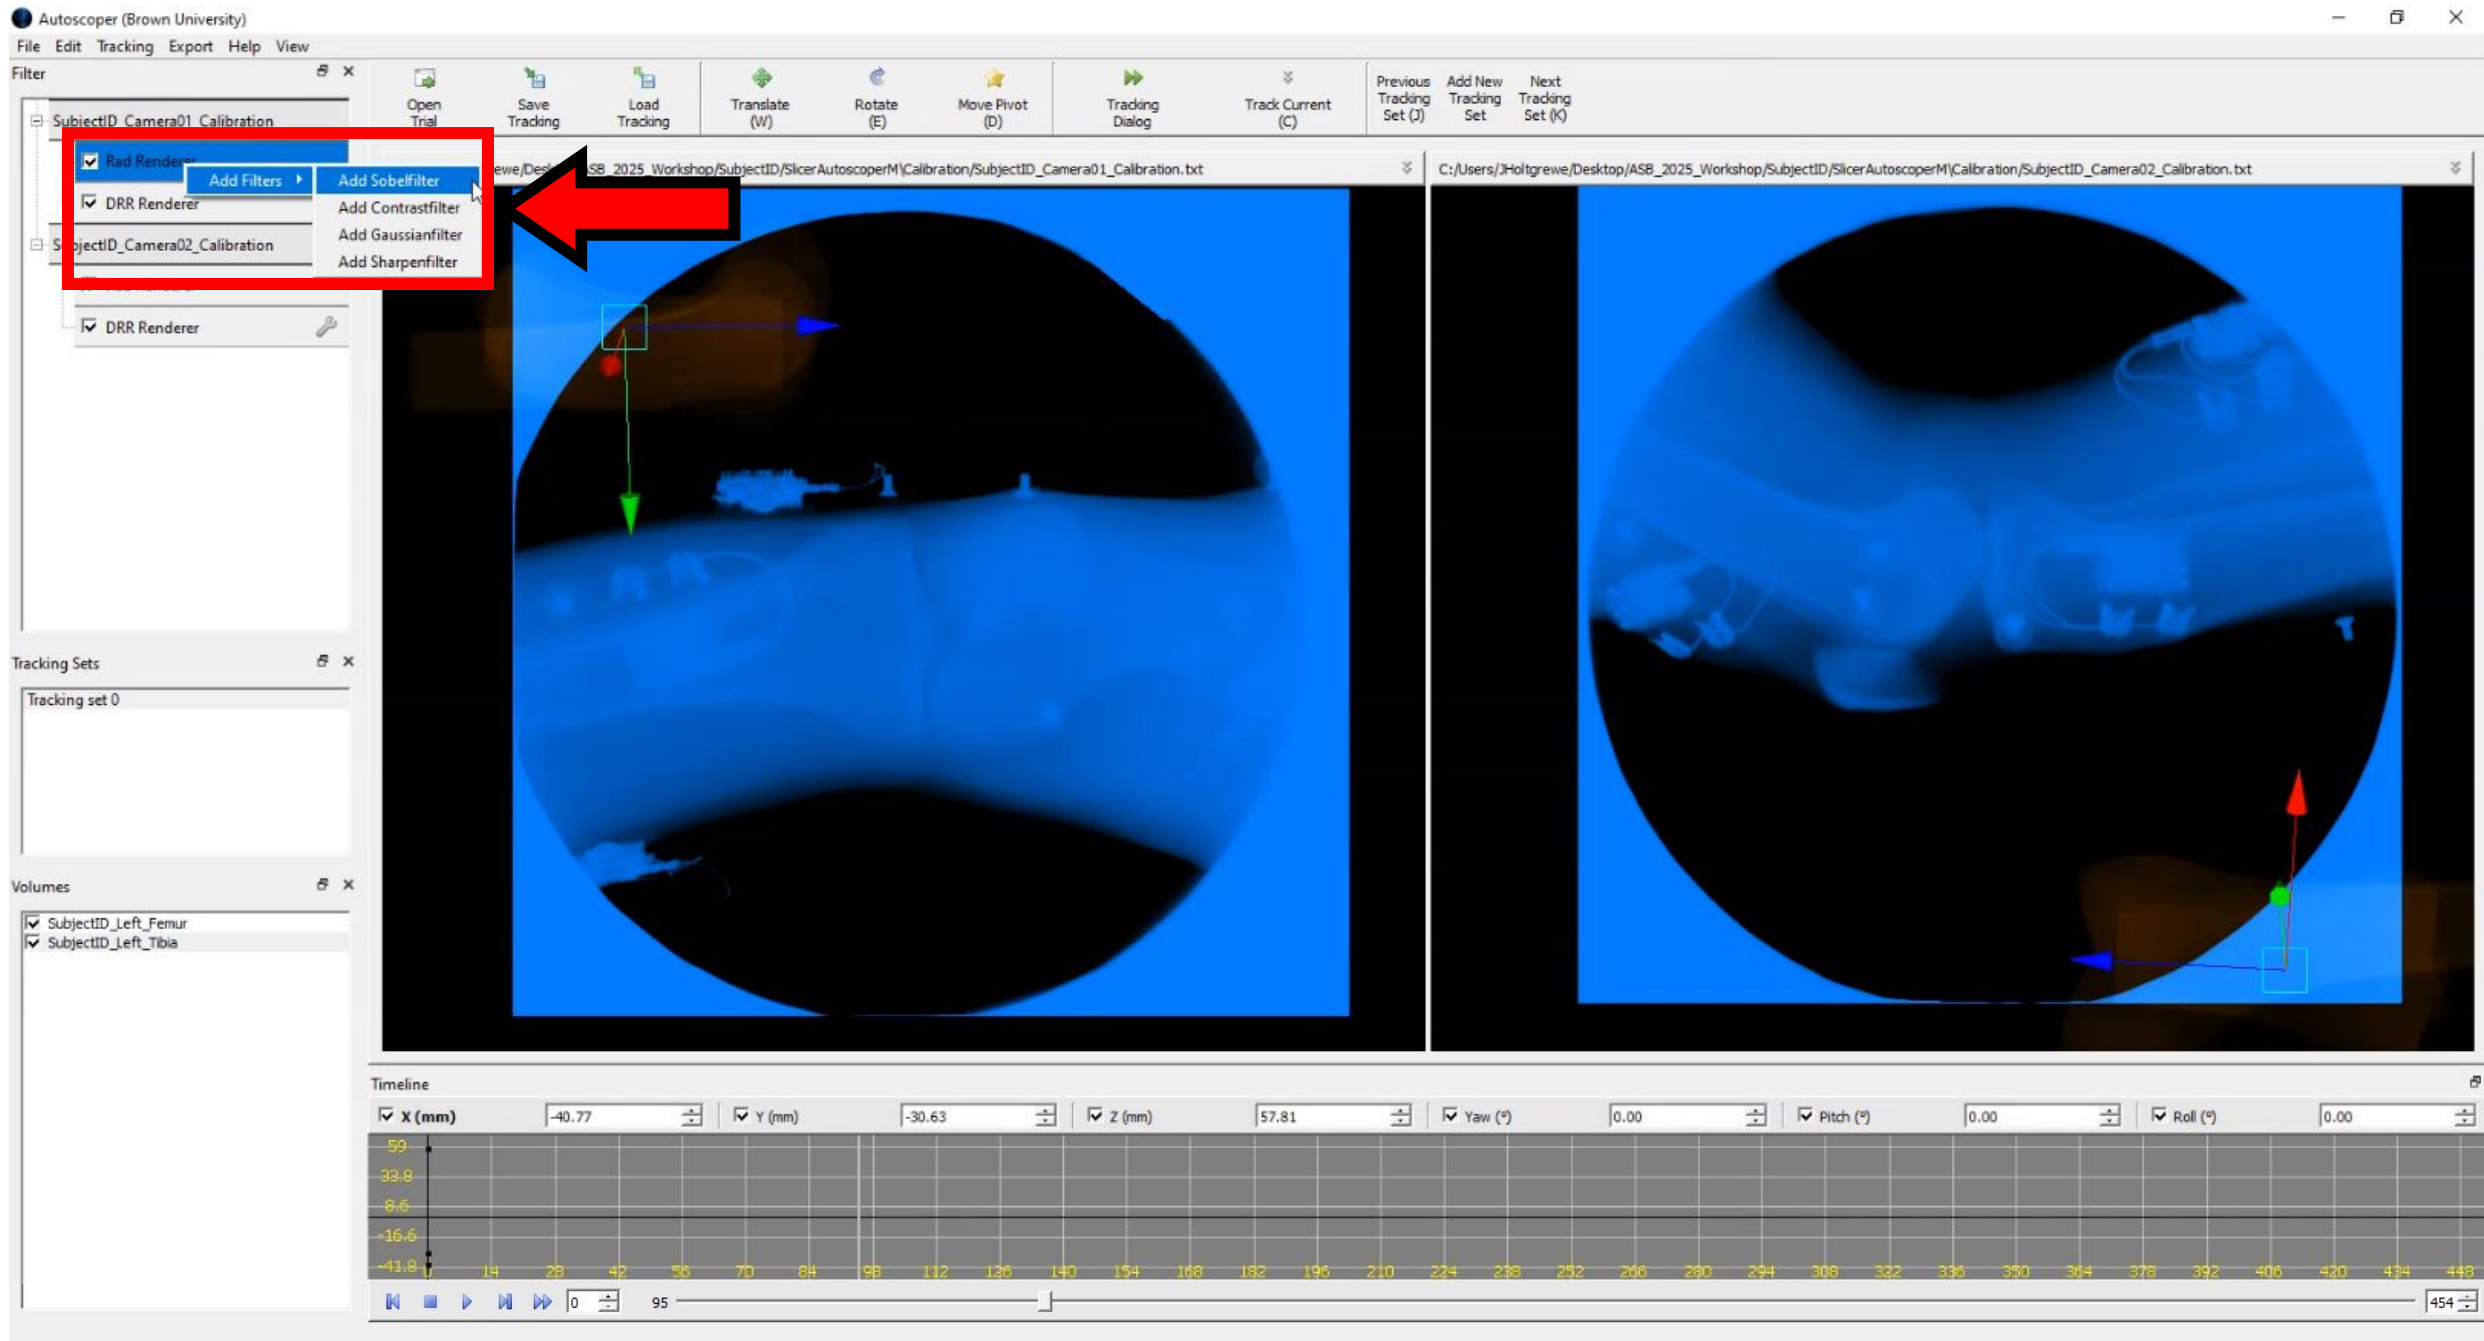 Autoscoper (Brown University)
File Edit Tracking Export Help View
Filter
SubjectID_Camera01_Calibration
Rad Renderer
Add Filters
Add Sobelfilter
Add Contrastfilter
Add Gaussianfilter
Add Sharpenfilter
DRR Renderer
SubjectID_Camera02_Calibration
DRR Renderer
Open Trial
Save Tracking
Load Tracking
Translate (W)
Rotate (E)
Move Pivot (D)
Tracking Dialog
Track Current (C)
Previous Tracking Set (J)
Add New Tracking Set
Next Tracking Set (K)
ewe/Desktop/ASB_2025_Workshop/SubjectID/SlicerAutoscoperM\Calibration/SubjectID_Camera01_Calibration.txt
C:/Users/JHoltgrewe/Desktop/ASB_2025_Workshop/SubjectID/SlicerAutoscoperM\Calibration/SubjectID_Camera02_Calibration.txt
Tracking Sets
Tracking set 0
Volumes
SubjectID_Left_Femur
SubjectID_Left_Tibia
Timeline
X (mm) -40.77 Y (mm) -30.63 Z (mm) 57.81 Yaw (º) 0.00 Pitch (º) 0.00 Roll (º) 0.00
59
33.8
8.6
-16.6
-41.8
0 14 28 42 56 70 84 98 112 126 140 154 168 182 196 210 224 238 252 266 280 294 308 322 336 350 364 378 392 406 420 434 448
0 95 454